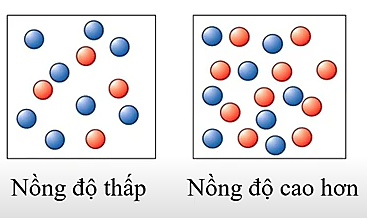 Nồng độ thấp
Nồng độ cao hơn